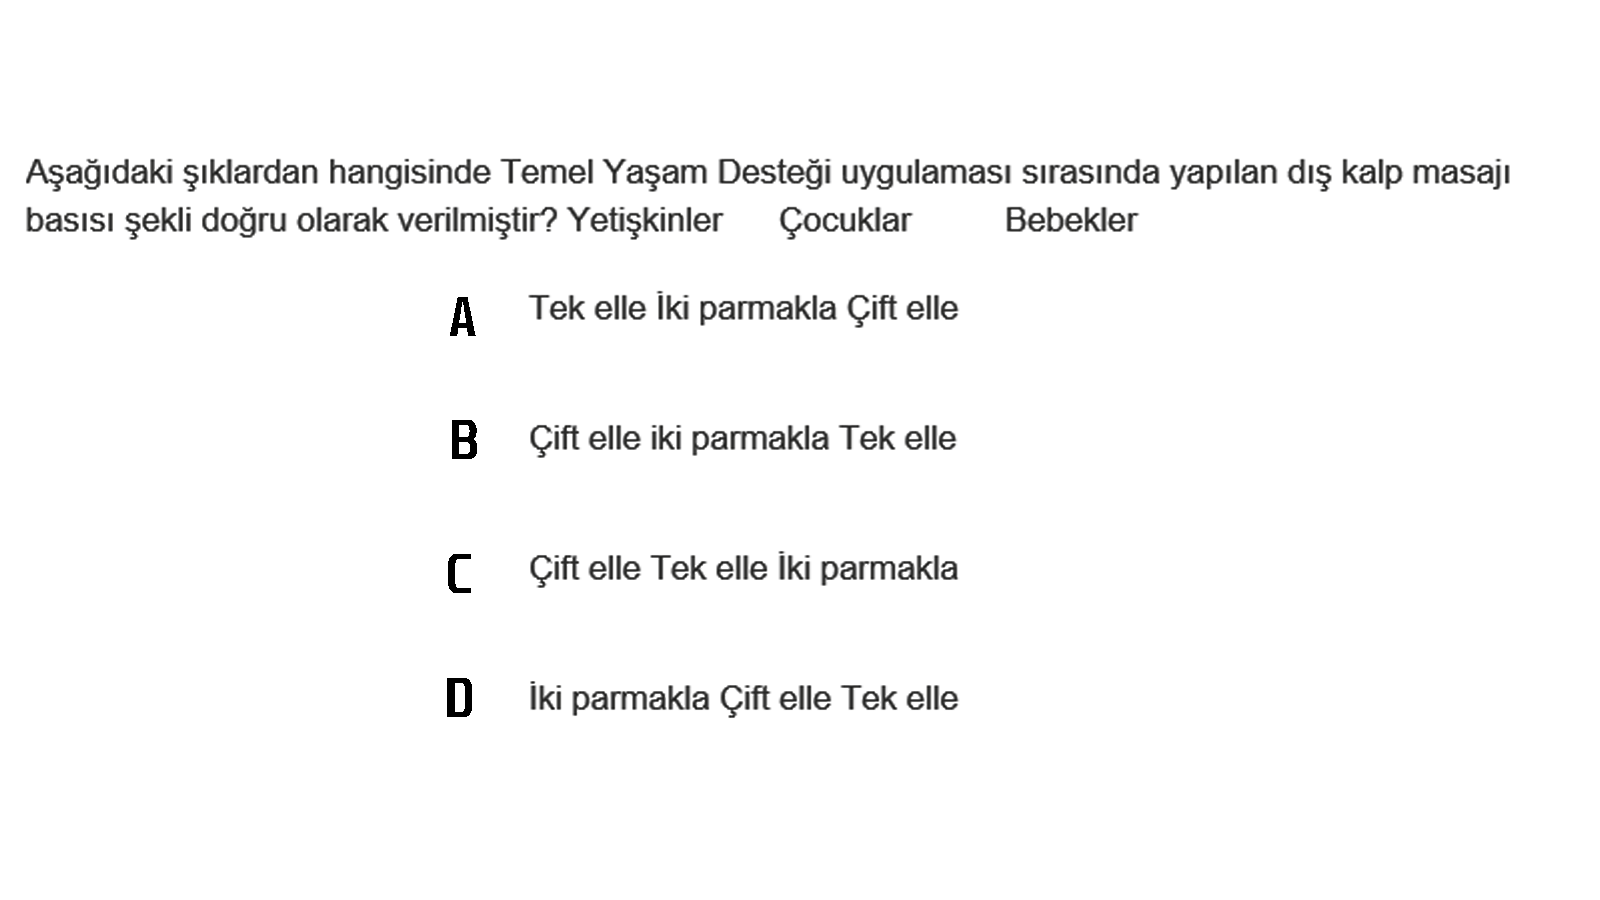 Aşağıdaki şıklardan hangisinde Temel Yaşam Desteği uygulaması sırasında yapılan dış kalp masajı
basısı şekli doğru olarak verilmiştir? Yetişkinler Çocuklar Bebekler
A Tek elle İki parmakla Çift elle
B Çift elle iki parmakla Tek elle
C Çift elle Tek elle İki parmakla
D İki parmakla Çift elle Tek elle